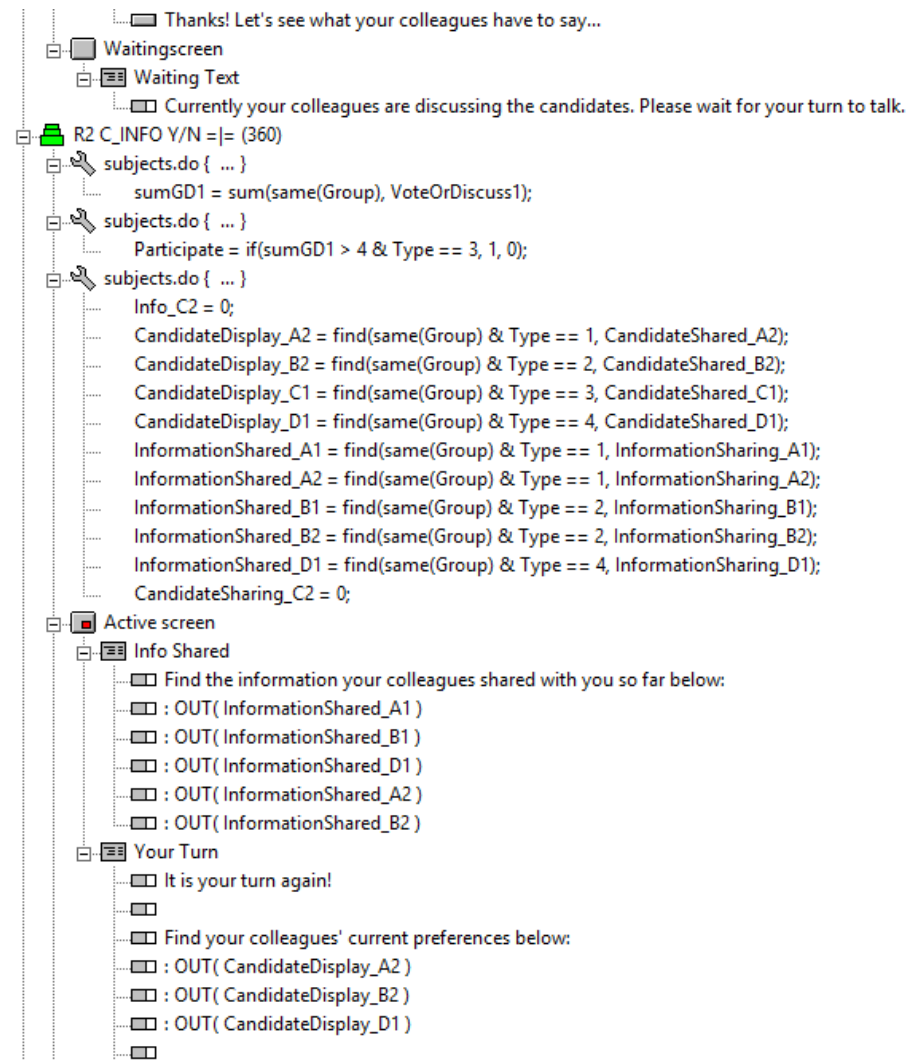 Thanks! Let's see what your colleagues have to say...
Waitingscreen
Waiting Text
Currently your colleagues are discussing the candidates. Please wait for your turn to talk.
R2 C_INFO Y/N =|= (360)
subjects.do { ... }
sumGD1 = sum(same(Group), VoteOrDiscuss1);
subjects.do { ... }
Participate = if(sumGD1 > 4 & Type == 3, 1, 0);
subjects.do { ... }
Info_C2 = 0;
CandidateDisplay_A2 = find(same(Group) & Type == 1, CandidateShared_A2);
CandidateDisplay_B2 = find(same(Group) & Type == 2, CandidateShared_B2);
CandidateDisplay_C1 = find(same(Group) & Type == 3, CandidateShared_C1);
CandidateDisplay_D1 = find(same(Group) & Type == 4, CandidateShared_D1);
InformationShared_A1 = find(same(Group) & Type == 1, InformationSharing_A1);
InformationShared_A2 = find(same(Group) & Type == 1, InformationSharing_A2);
InformationShared_B1 = find(same(Group) & Type == 2, InformationSharing_B1);
InformationShared_B2 = find(same(Group) & Type == 2, InformationSharing_B2);
InformationShared_D1 = find(same(Group) & Type == 4, InformationSharing_D1);
CandidateSharing_C2 = 0;
Active screen
Info Shared
Find the information your colleagues shared with you so far below:
: OUT( InformationShared_A1 )
: OUT( InformationShared_B1 )
: OUT( InformationShared_D1 )
: OUT( InformationShared_A2 )
: OUT( InformationShared_B2 )
Your Turn
It is your turn again!
Find your colleagues' current preferences below:
: OUT( CandidateDisplay_A2 )
: OUT( CandidateDisplay_B2 )
: OUT( CandidateDisplay_D1 )